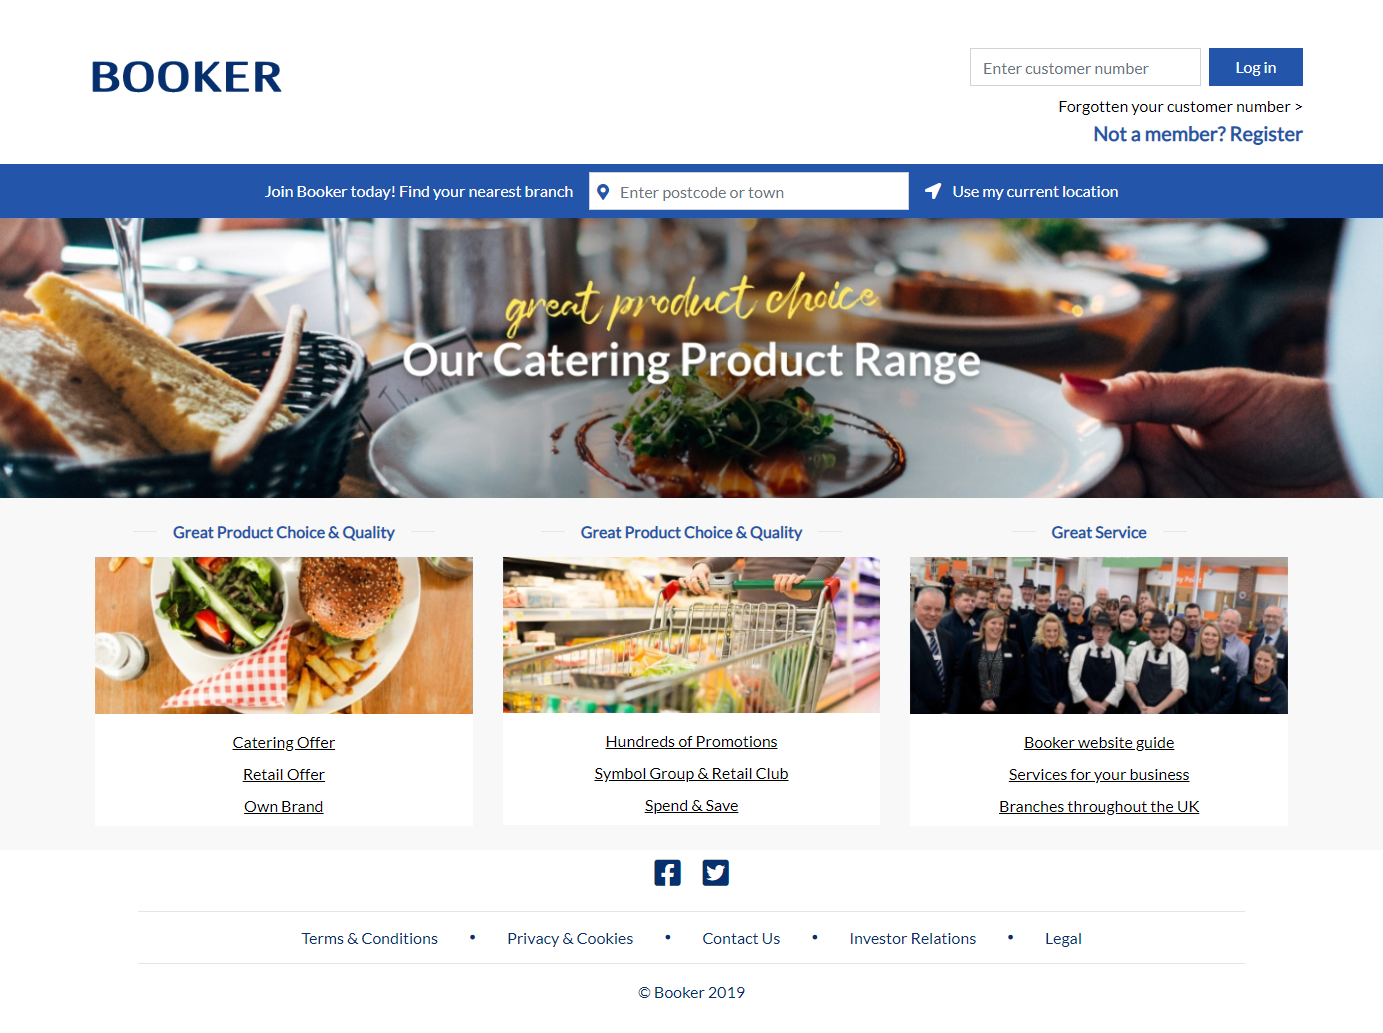 BOOKER
Enter customer number
Log in
Forgotten your customer number >
Not a member? Register
Join Booker today! Find your nearest branch
Enter postcode or town
Use my current location
great product choice
Our Catering Product Range
Great Product Choice & Quality
Catering Offer
Retail Offer
Own Brand
Great Product Choice & Quality
Hundreds of Promotions
Symbol Group & Retail Club
Spend & Save
Great Service
Booker website guide
Services for your business
Branches throughout the UK
Terms & Conditions • Privacy & Cookies • Contact Us • Investor Relations • Legal
© Booker 2019